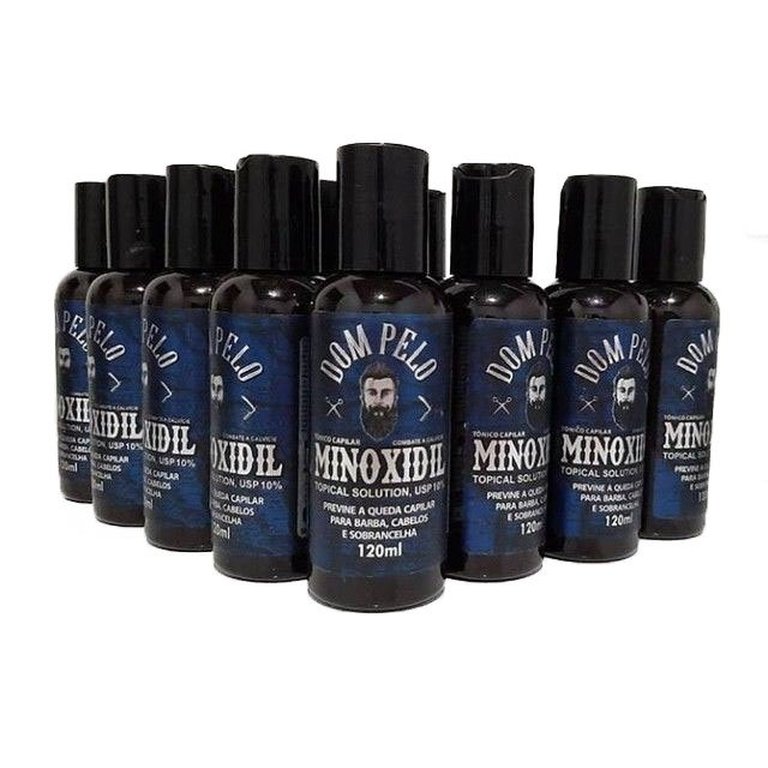 DOM PELO
TÔNICO CAPILAR
COMBATE A CALVÍCIE
MINOXIDIL
TOPICAL SOLUTION, USP 10%
PREVINE A QUEDA CAPILAR
PARA BARBA, CABELOS
E SOBRANCELHA
120ml